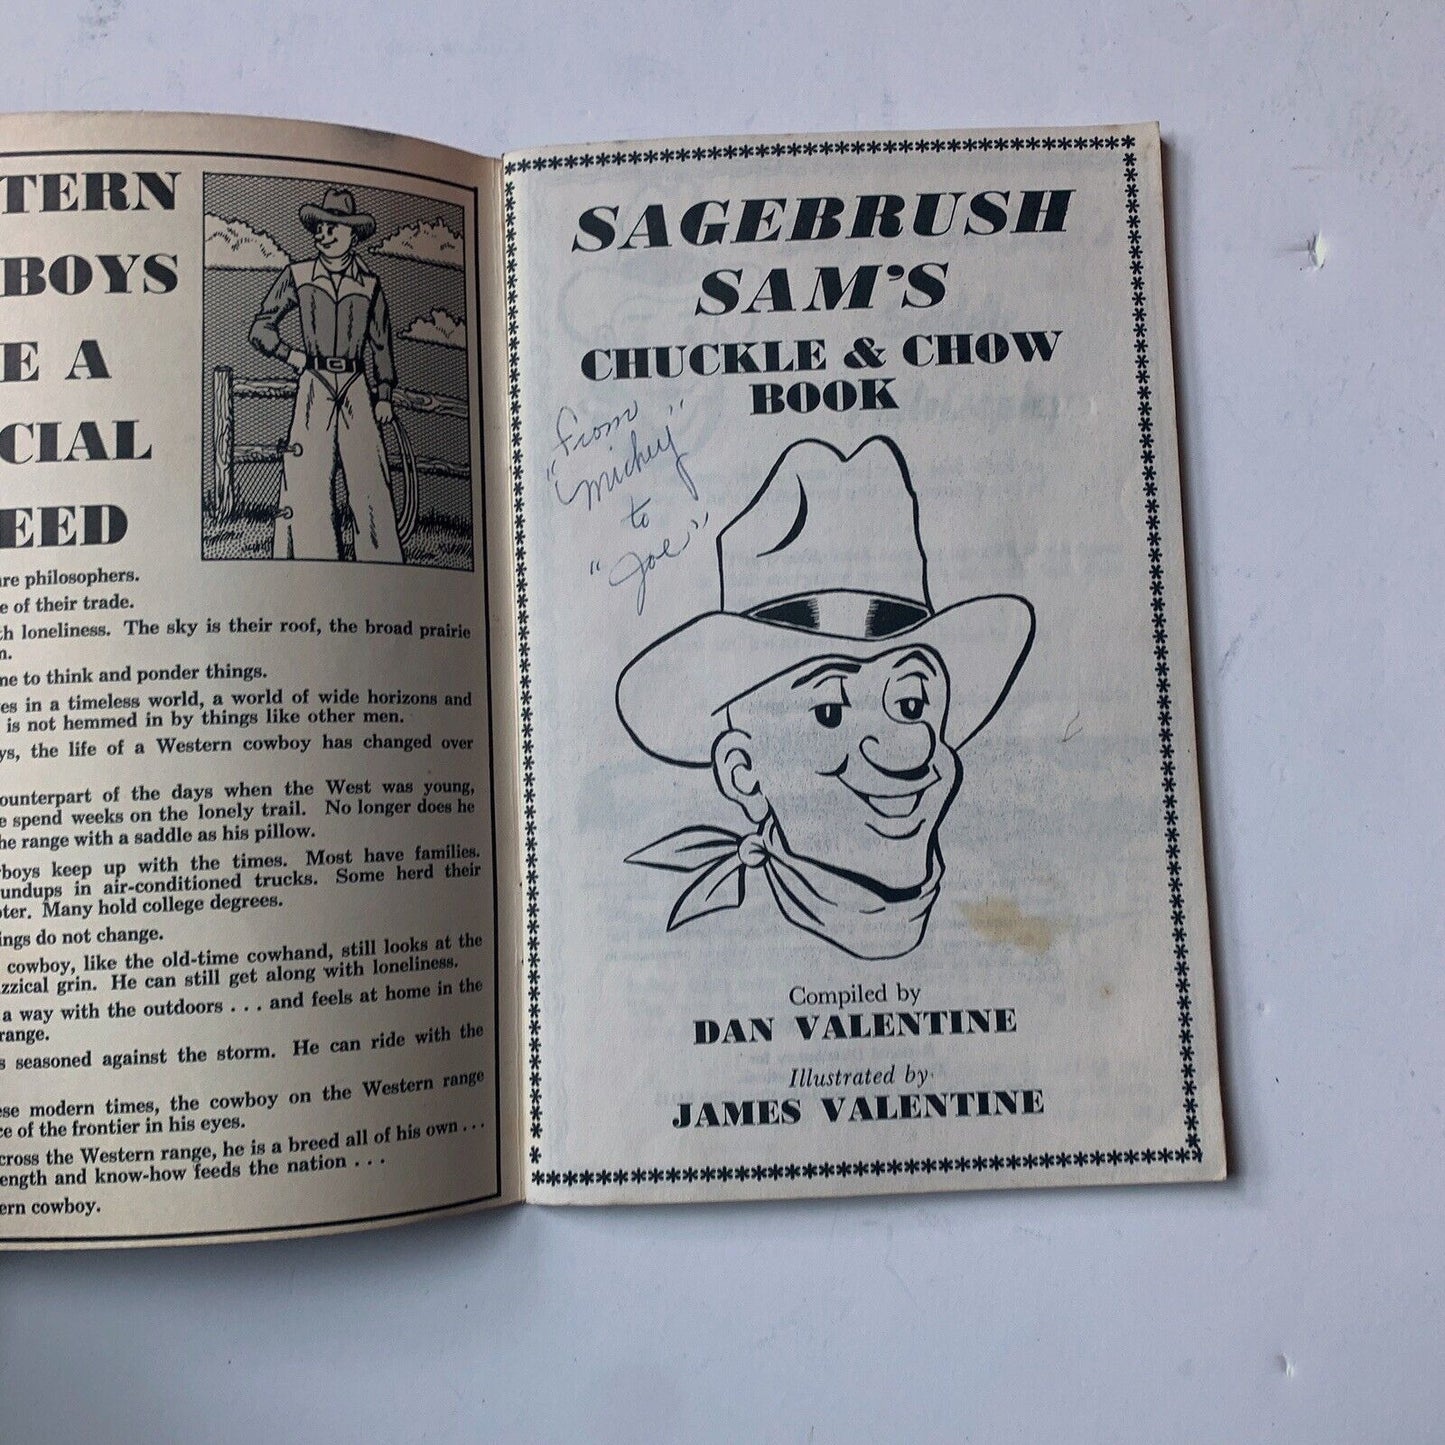 TERN
BOYS
E A
CIAL
EED
are philosophers.
e of their trade.
th loneliness. The sky is their roof, the broad prairie
n.
me to think and ponder things.
ves in a timeless world, a world of wide horizons and
is not hemmed in by things like other men.
ys, the life of a Western cowboy has changed over
ounterpart of the days when the West was young,
e spend weeks on the lonely trail. No longer does he
he range with a saddle as his pillow.
boys keep up with the times. Most have families.
undups in air-conditioned trucks. Some herd their
pter. Many hold college degrees.
ings do not change.
cowboy, like the old-time cowhand, still looks at the
zzical grin. He can still get along with loneliness.
a way with the outdoors . . . and feels at home in the
range.
s seasoned against the storm. He can ride with the
ese modern times, the cowboy on the Western range
ce of the frontier in his eyes.
cross the Western range, he is a breed all of his own . . .
ength and know-how feeds the nation . . .
ern cowboy.
SAGEBRUSH
SAM'S
CHUCKLE & CHOW
BOOK
From
"Mickey"
to
"Joe"
Compiled by
DAN VALENTINE
Illustrated by
JAMES VALENTINE